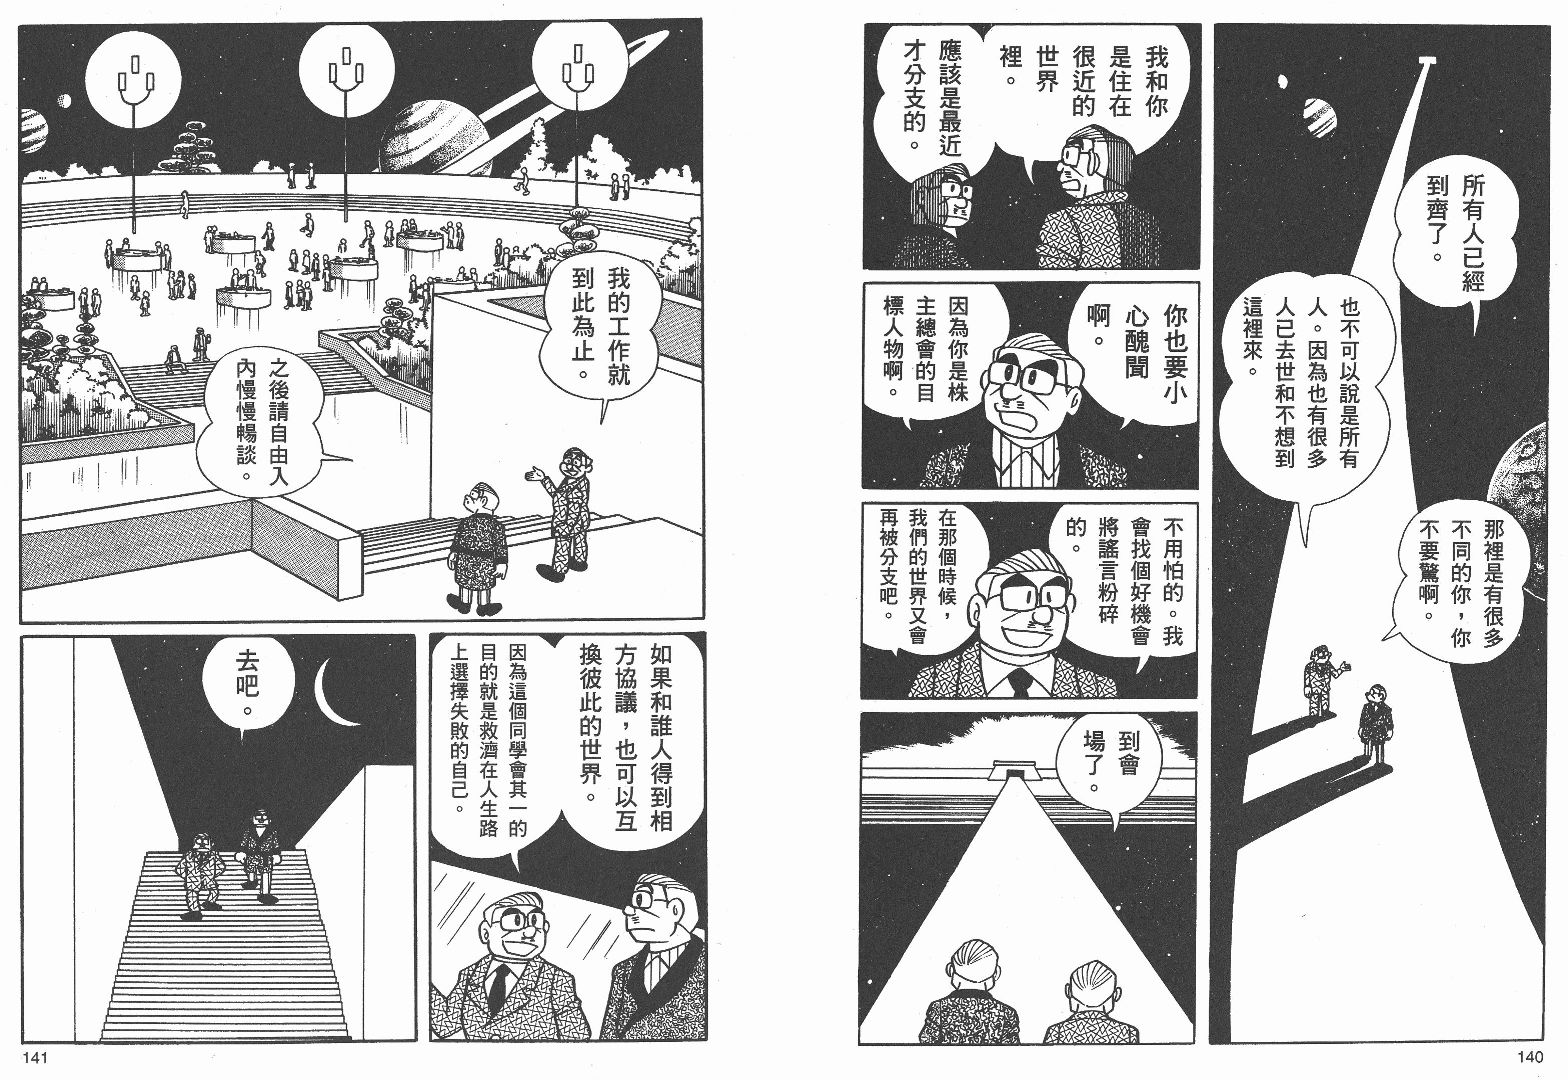 所有人已經
到齊了。
也不可以說是所有
人。因為也有很多
人已去世和不想到
這裡來。
那裡是有很多
不同的你，你
不要驚啊。
我和你
是住在
很近的
世界
裡。
應該是最近
才分支的。
你也要小
心醜聞
啊。
因為你是株
主總會的目
標人物啊。
不用怕的。我
會找個好機會
將謠言粉碎
的。
在那個時候，
我們的世界又會
再被分支吧。
到會
場了。
140
我的工作就
到此為止。
之後請自由入
內慢慢暢談。
如果和誰人得到相
方協議，也可以互
換彼此的世界。
因為這個同學會其一的
目的就是救濟在人生路
上選擇失敗的自己。
去吧。
141